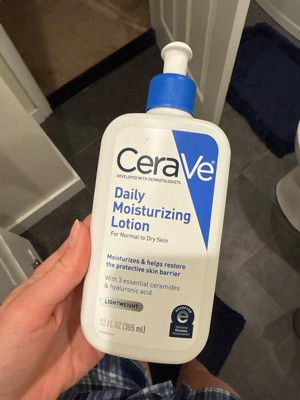 CeraVe
DEVELOPED WITH DERMATOLOGISTS
Daily
Moisturizing
Lotion
For Normal to Dry Skin
Moisturizes & helps restore
the protective skin barrier
With 3 essential ceramides
& hyaluronic acid
LIGHTWEIGHT
12 FL OZ (355 mL)